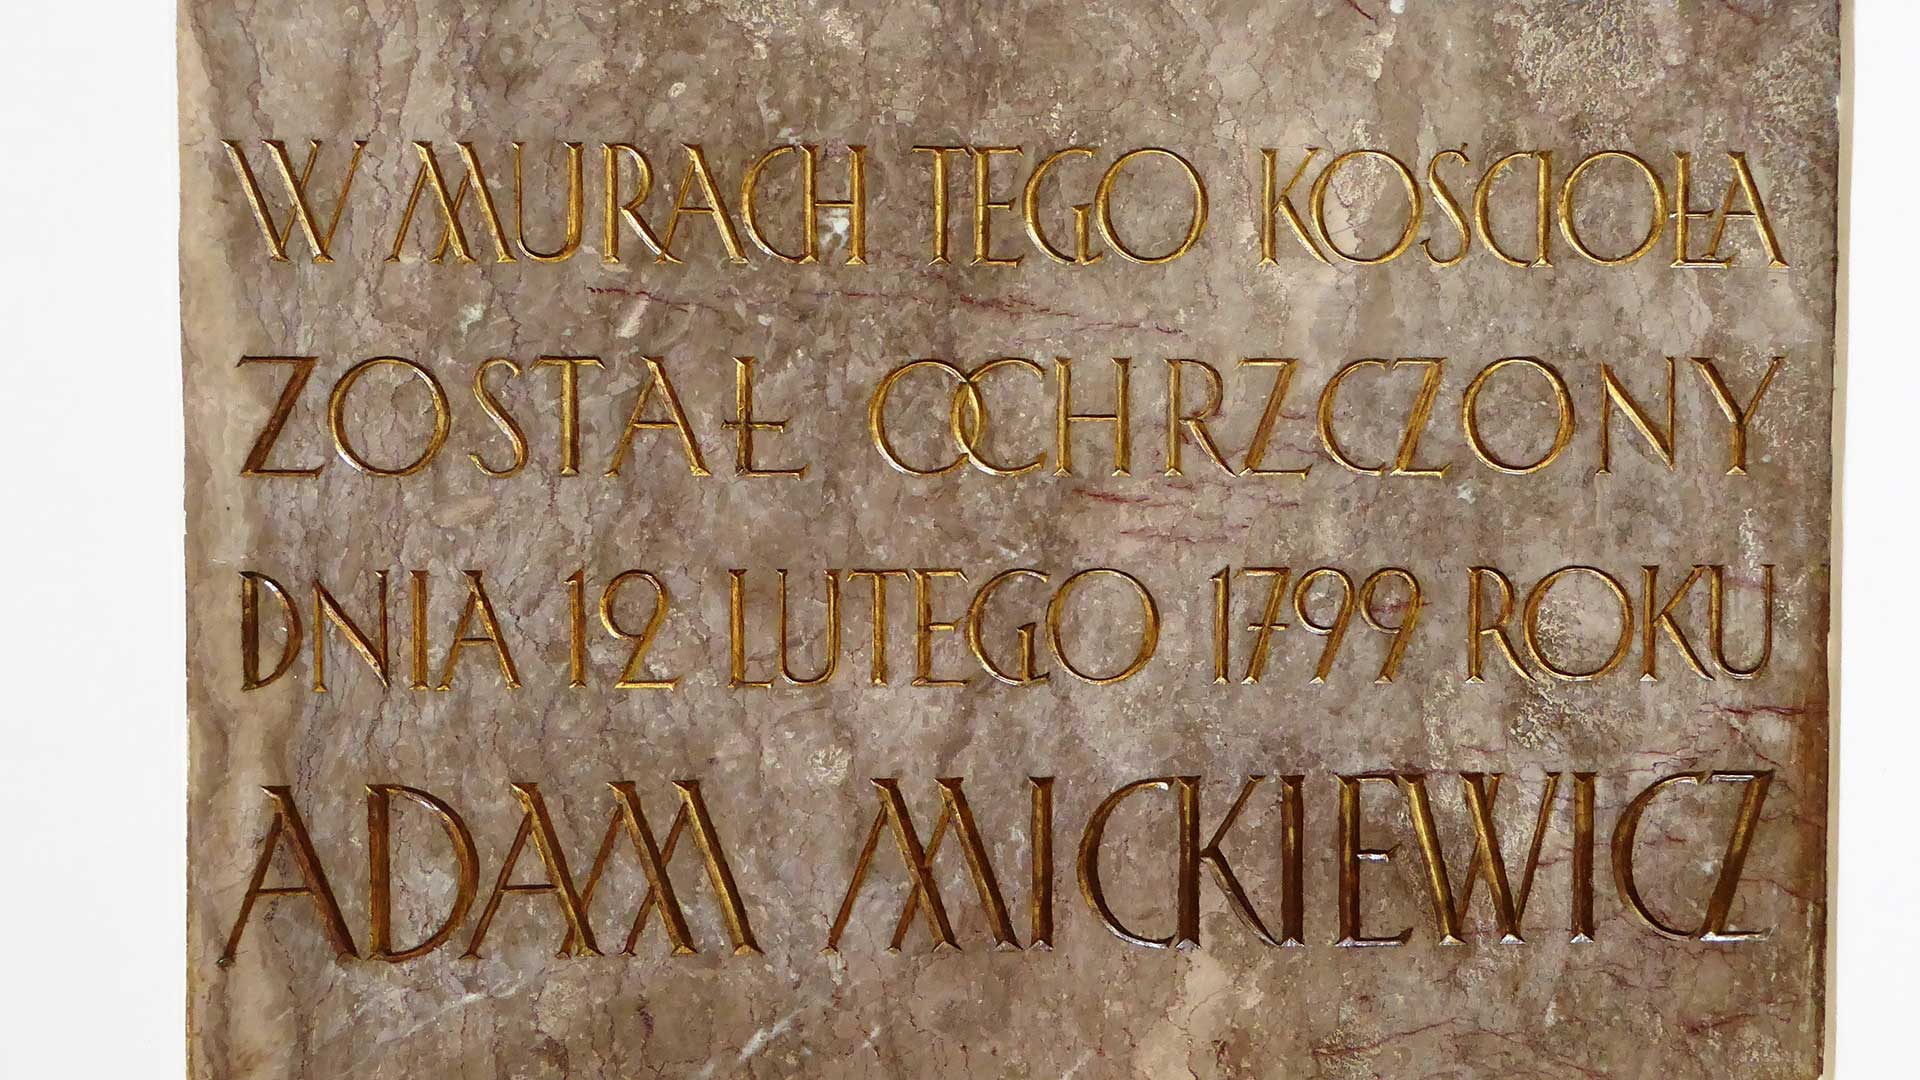 W MURACH TEGO KOŚCIOŁA
ZOSTAŁ OCHRZCZONY
DNIA 12 LUTEGO 1799 ROKU
ADAM MICKIEWICZ